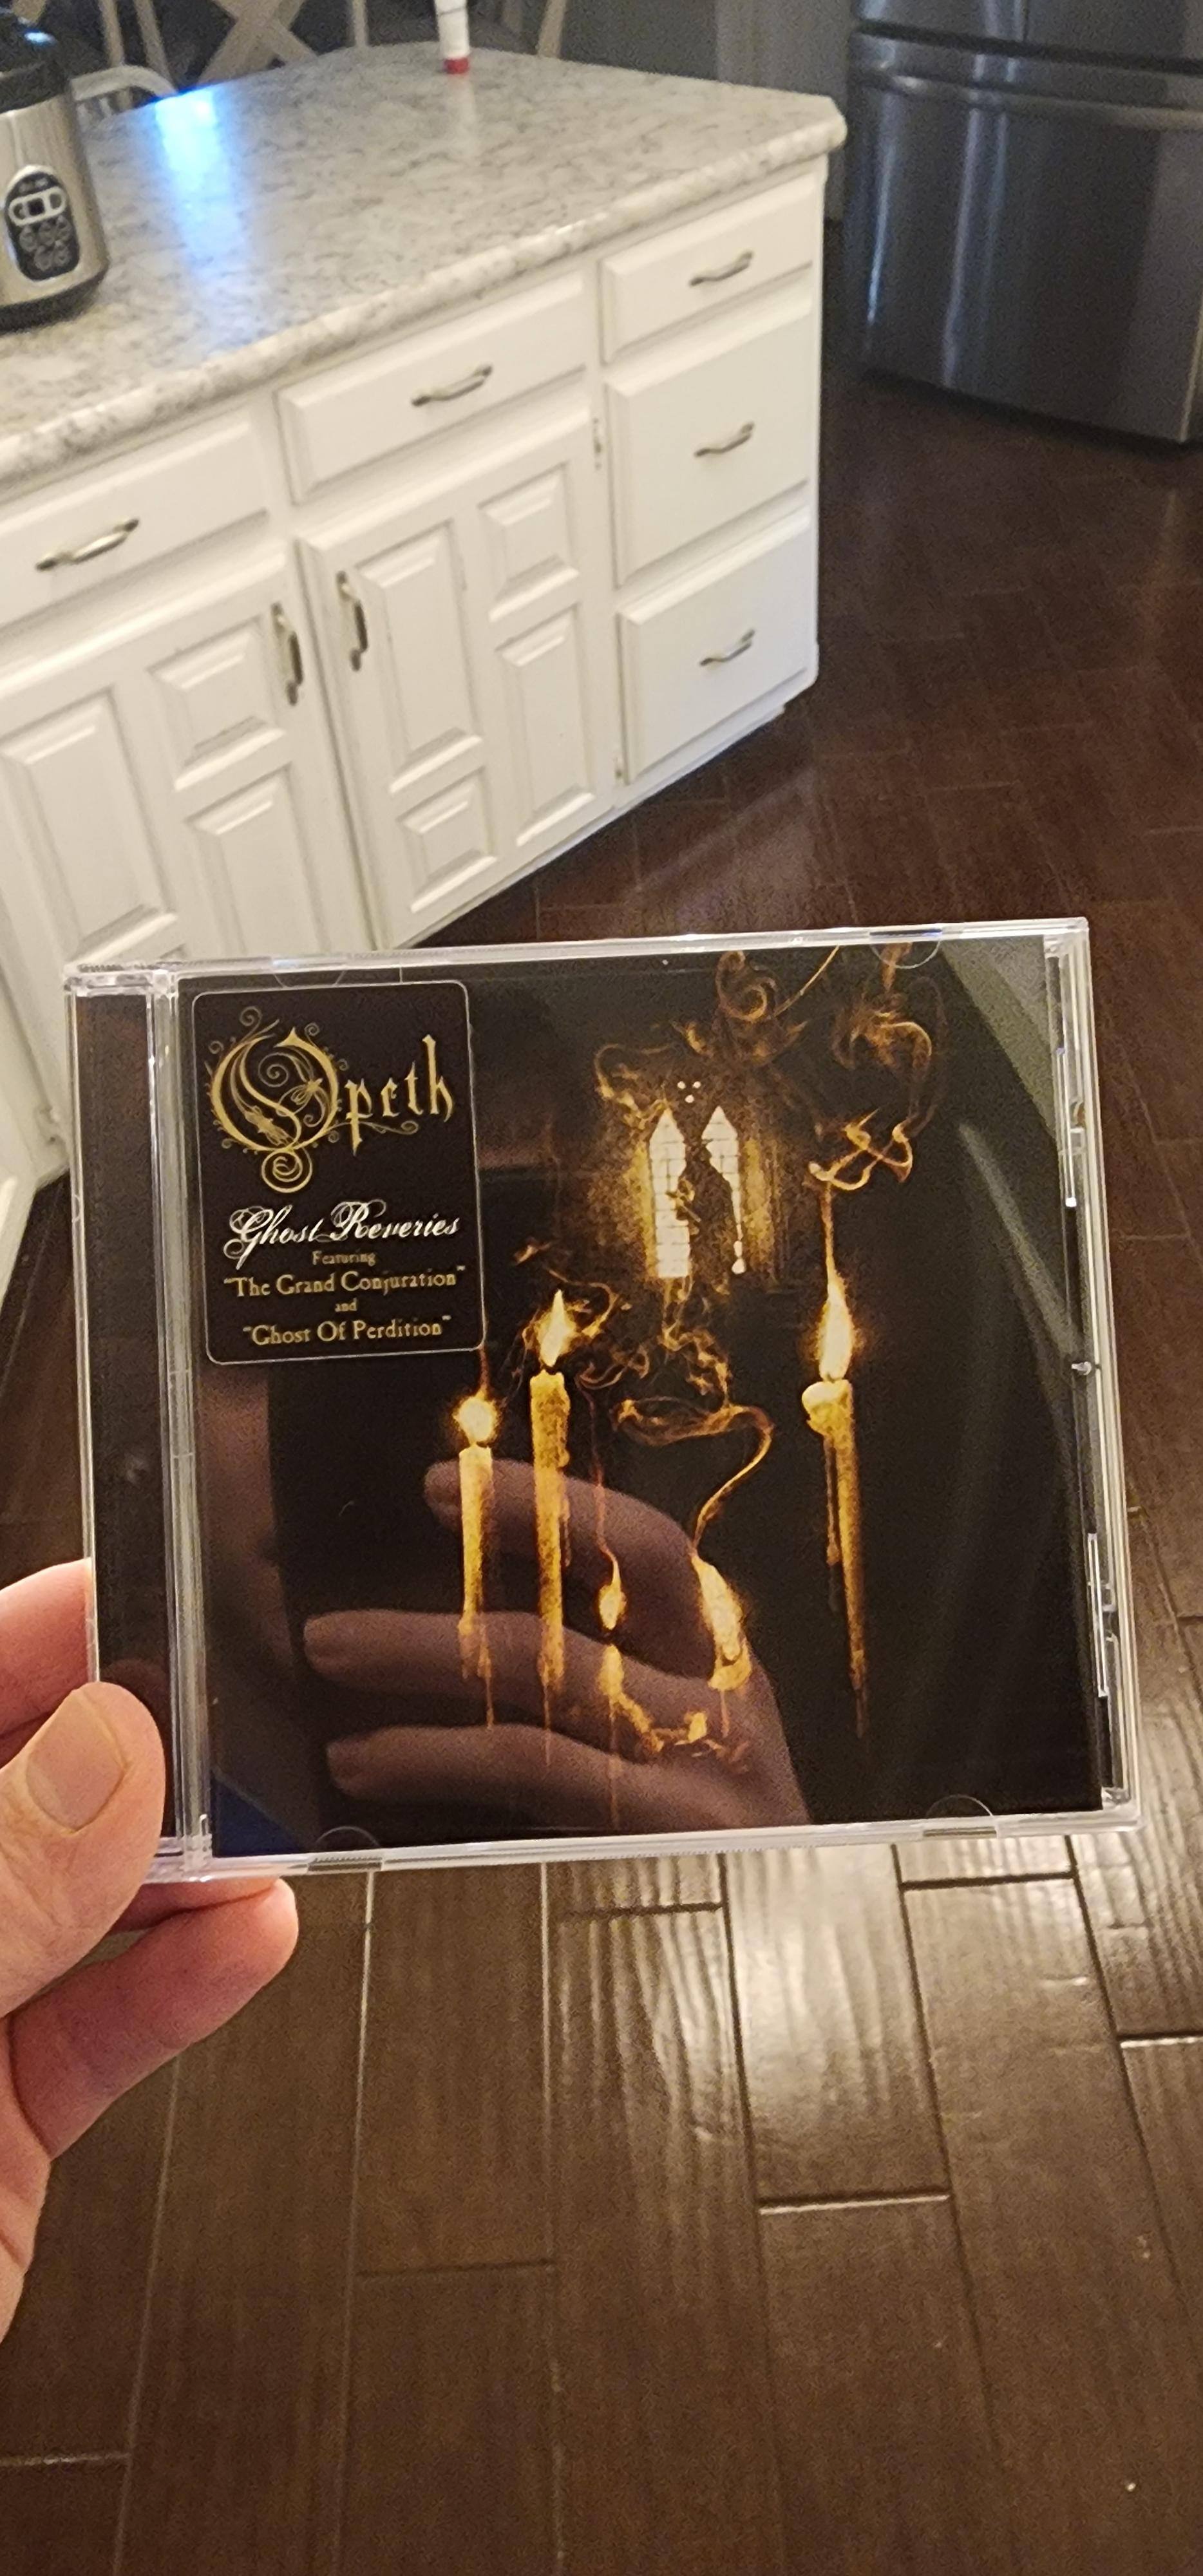 Opeth
Ghost Reveries
Featuring
"The Grand Conjuration"
and
"Ghost Of Perdition"